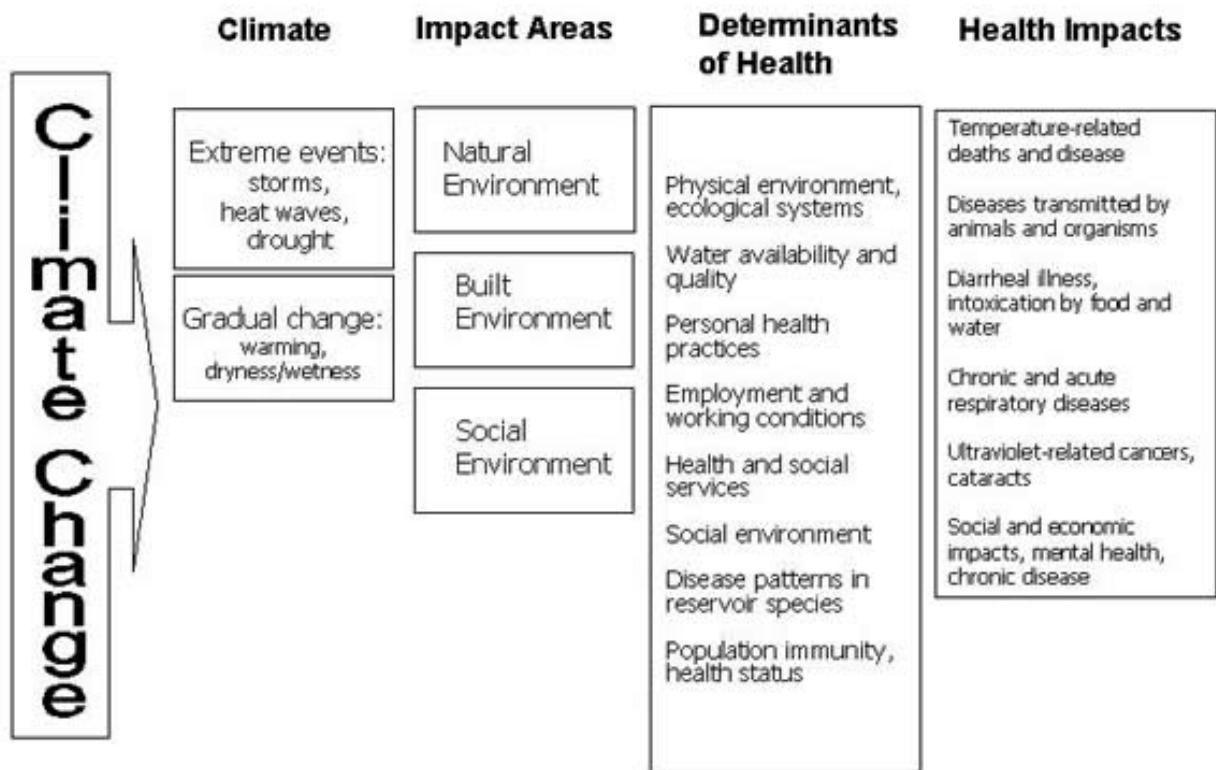 Climate Change
Climate
Extreme events:
storms,
heat waves,
drought
Gradual change:
warming,
dryness/wetness
Impact Areas
Natural
Environment
Built
Environment
Social
Environment
Determinants
of Health
Physical environment,
ecological systems
Water availability and
quality
Personal health
practices
Employment and
working conditions
Health and social
services
Social environment
Disease patterns in
reservoir species
Population immunity,
health status
Health Impacts
Temperature-related
deaths and disease
Diseases transmitted by
animals and organisms
Diarrheal illness,
intoxication by food and
water
Chronic and acute
respiratory diseases
Ultraviolet-related cancers,
cataracts
Social and economic
impacts, mental health,
chronic disease